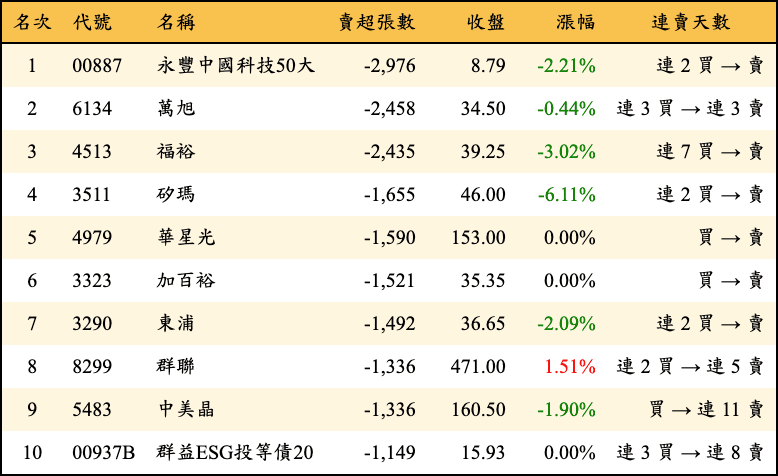 名次 代號 名稱 賣超張數 收盤 漲幅 連賣天數
1 00887 永豐中國科技50大 -2,976 8.79 -2.21% 連 2 買 → 賣
2 6134 萬旭 -2,458 34.50 -0.44% 連 3 買 → 連 3 賣
3 4513 福裕 -2,435 39.25 -3.02% 連 7 買 → 賣
4 3511 矽瑪 -1,655 46.00 -6.11% 連 2 買 → 賣
5 4979 華星光 -1,590 153.00 0.00% 買 → 賣
6 3323 加百裕 -1,521 35.35 0.00% 買 → 賣
7 3290 東浦 -1,492 36.65 -2.09% 連 2 買 → 賣
8 8299 群聯 -1,336 471.00 1.51% 連 2 買 → 連 5 賣
9 5483 中美晶 -1,336 160.50 -1.90% 買 → 連 11 賣
10 00937B 群益ESG投等債20 -1,149 15.93 0.00% 連 3 買 → 連 8 賣